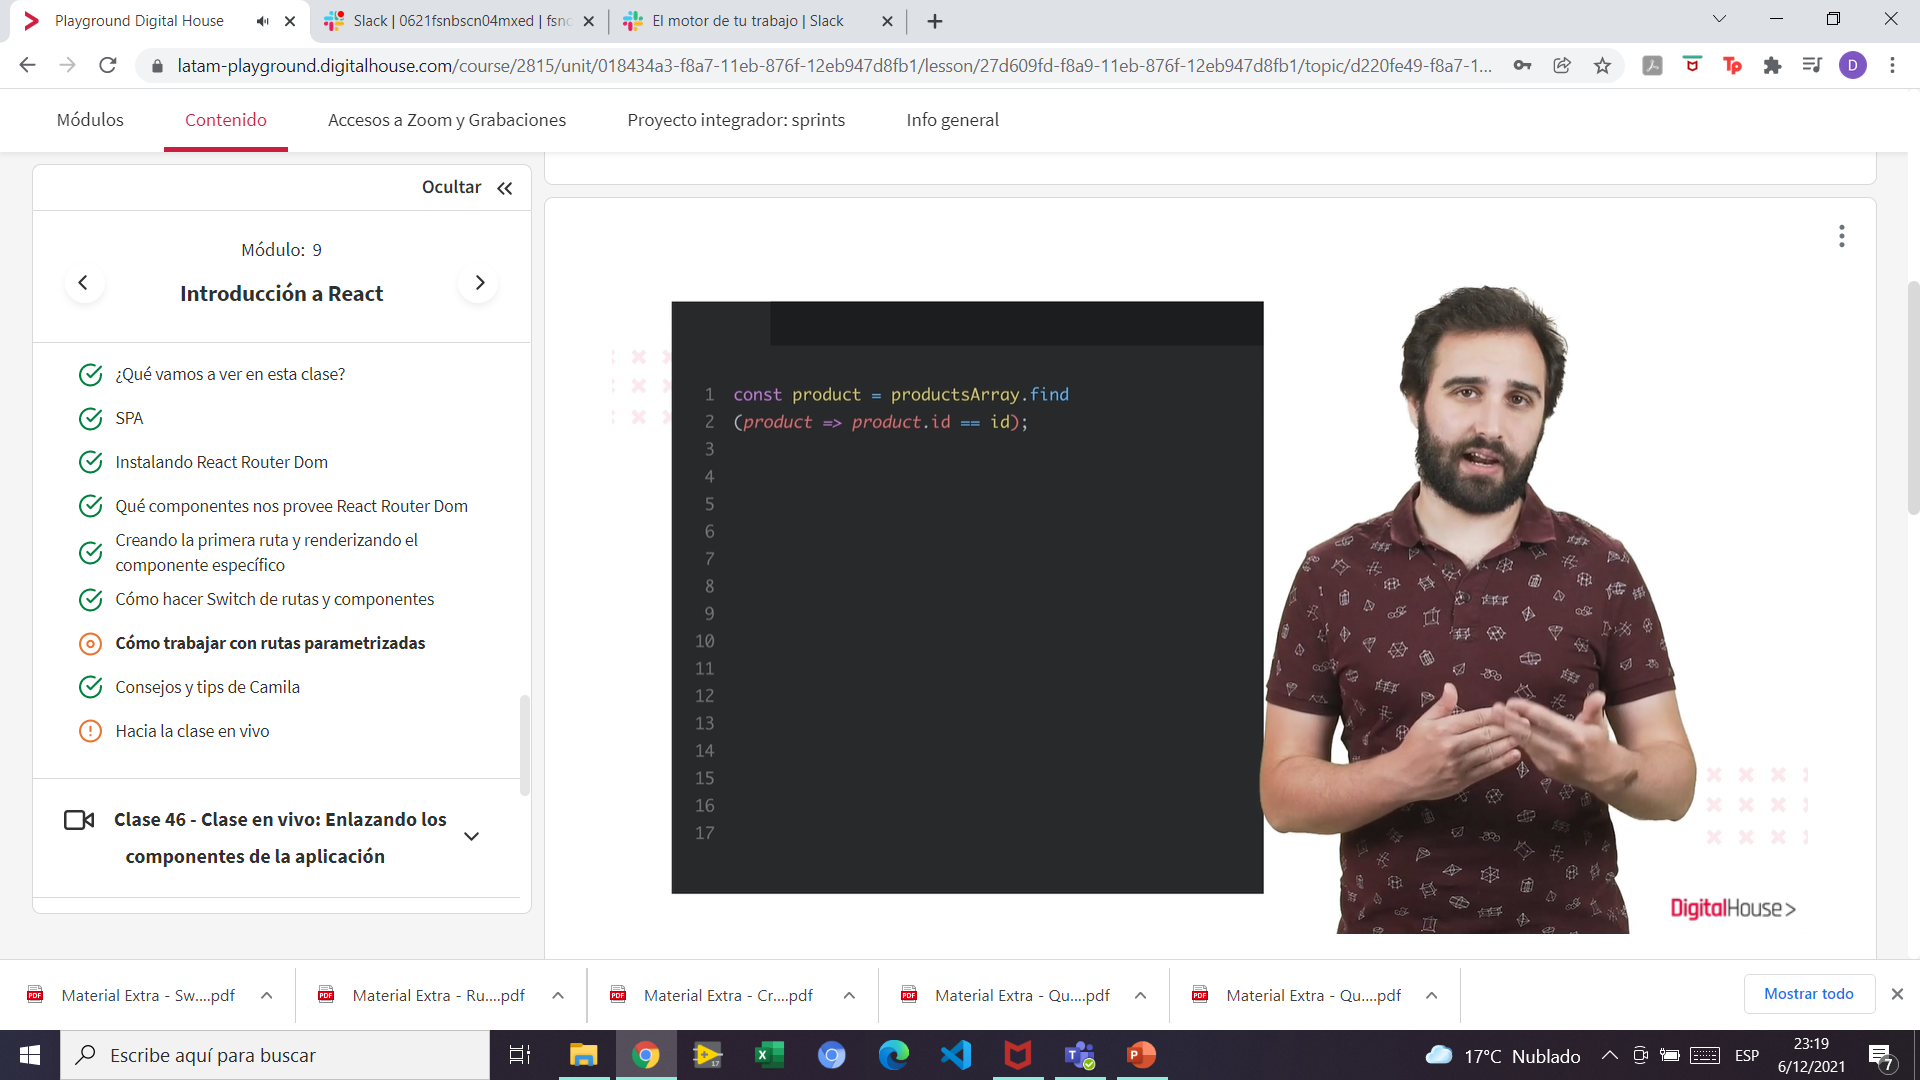 Playground Digital House
Slack | 0621fsnbscn04mxed | fsnc
El motor de tu trabajo | Slack
latam-playground.digitalhouse.com/course/2815/unit/018434a3-f8a7-11eb-876f-12eb947d8fb1/lesson/27d609fd-f8a9-11eb-876f-12eb947d8fb1/topic/d220fe49-f8a7-1...
D
Módulos
Contenido
Accesos a Zoom y Grabaciones
Proyecto integrador: sprints
Info general
Ocultar
Módulo: 9
Introducción a React
¿Qué vamos a ver en esta clase?
SPA
Instalando React Router Dom
Qué componentes nos provee React Router Dom
Creando la primera ruta y renderizando el
componente específico
Cómo hacer Switch de rutas y componentes
Cómo trabajar con rutas parametrizadas
Consejos y tips de Camila
Hacia la clase en vivo
Clase 46 - Clase en vivo: Enlazando los
componentes de la aplicación
1 const product = productsArray.find
2 (product => product.id == id);
3
4
5
6
7
8
9
10
11
12
13
14
15
16
17
DigitalHouse>
Material Extra - Sw....pdf
Material Extra - Ru....pdf
Material Extra - Cr....pdf
Material Extra - Qu....pdf
Material Extra - Qu....pdf
Mostrar todo
Escribe aquí para buscar
17°C Nublado
ESP
23:19
6/12/2021
7